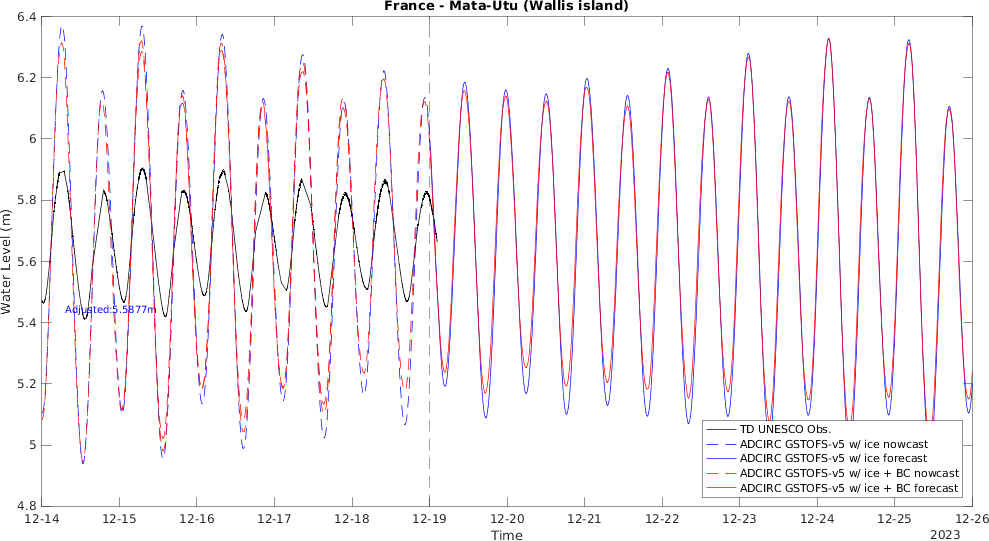 France - Mata-Utu (Wallis island)
6.4
6.2
6
5.8
5.6
5.4
5.2
5
4.8
Water Level (m)
Adjusted:5.5877m
TD UNESCO Obs.
ADCIRC GSTOFS-v5 w/ ice nowcast
ADCIRC GSTOFS-v5 w/ ice forecast
ADCIRC GSTOFS-v5 w/ ice + BC nowcast
ADCIRC GSTOFS-v5 w/ ice + BC forecast
12-14 12-15 12-16 12-17 12-18 12-19 12-20 12-21 12-22 12-23 12-24 12-25 12-26
Time
2023